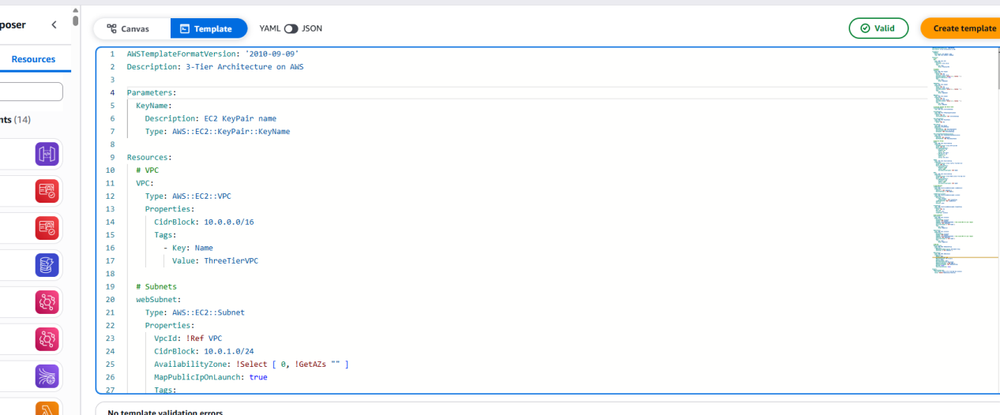 poser
Canvas
Template
YAML
JSON
Valid
Create template
Resources
nts (14)
1 AWSTemplateFormatVersion: '2010-09-09'
2 Description: 3-Tier Architecture on AWS
3
4 Parameters:
5 KeyName:
6 Description: EC2 KeyPair name
7 Type: AWS::EC2::KeyPair::KeyName
8
9 Resources:
10 # VPC
11 VPC:
12 Type: AWS::EC2::VPC
13 Properties:
14 CidrBlock: 10.0.0.0/16
15 Tags:
16 - Key: Name
17 Value: ThreeTierVPC
18
19 # Subnets
20 webSubnet:
21 Type: AWS::EC2::Subnet
22 Properties:
23 VpcId: !Ref VPC
24 CidrBlock: 10.0.1.0/24
25 AvailabilityZone: !Select [ 0, !GetAZs "" ]
26 MapPublicIpOnLaunch: true
27 Tags:
No template validation errors